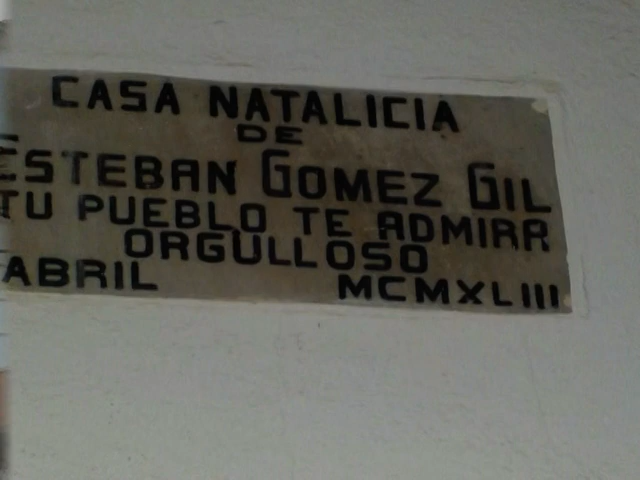 CASA NATALICIA
DE
ESTEBAN GOMEZ GIL
TU PUEBLO TE ADMIRA
ORGULLOSO
ABRIL MCMXLIII